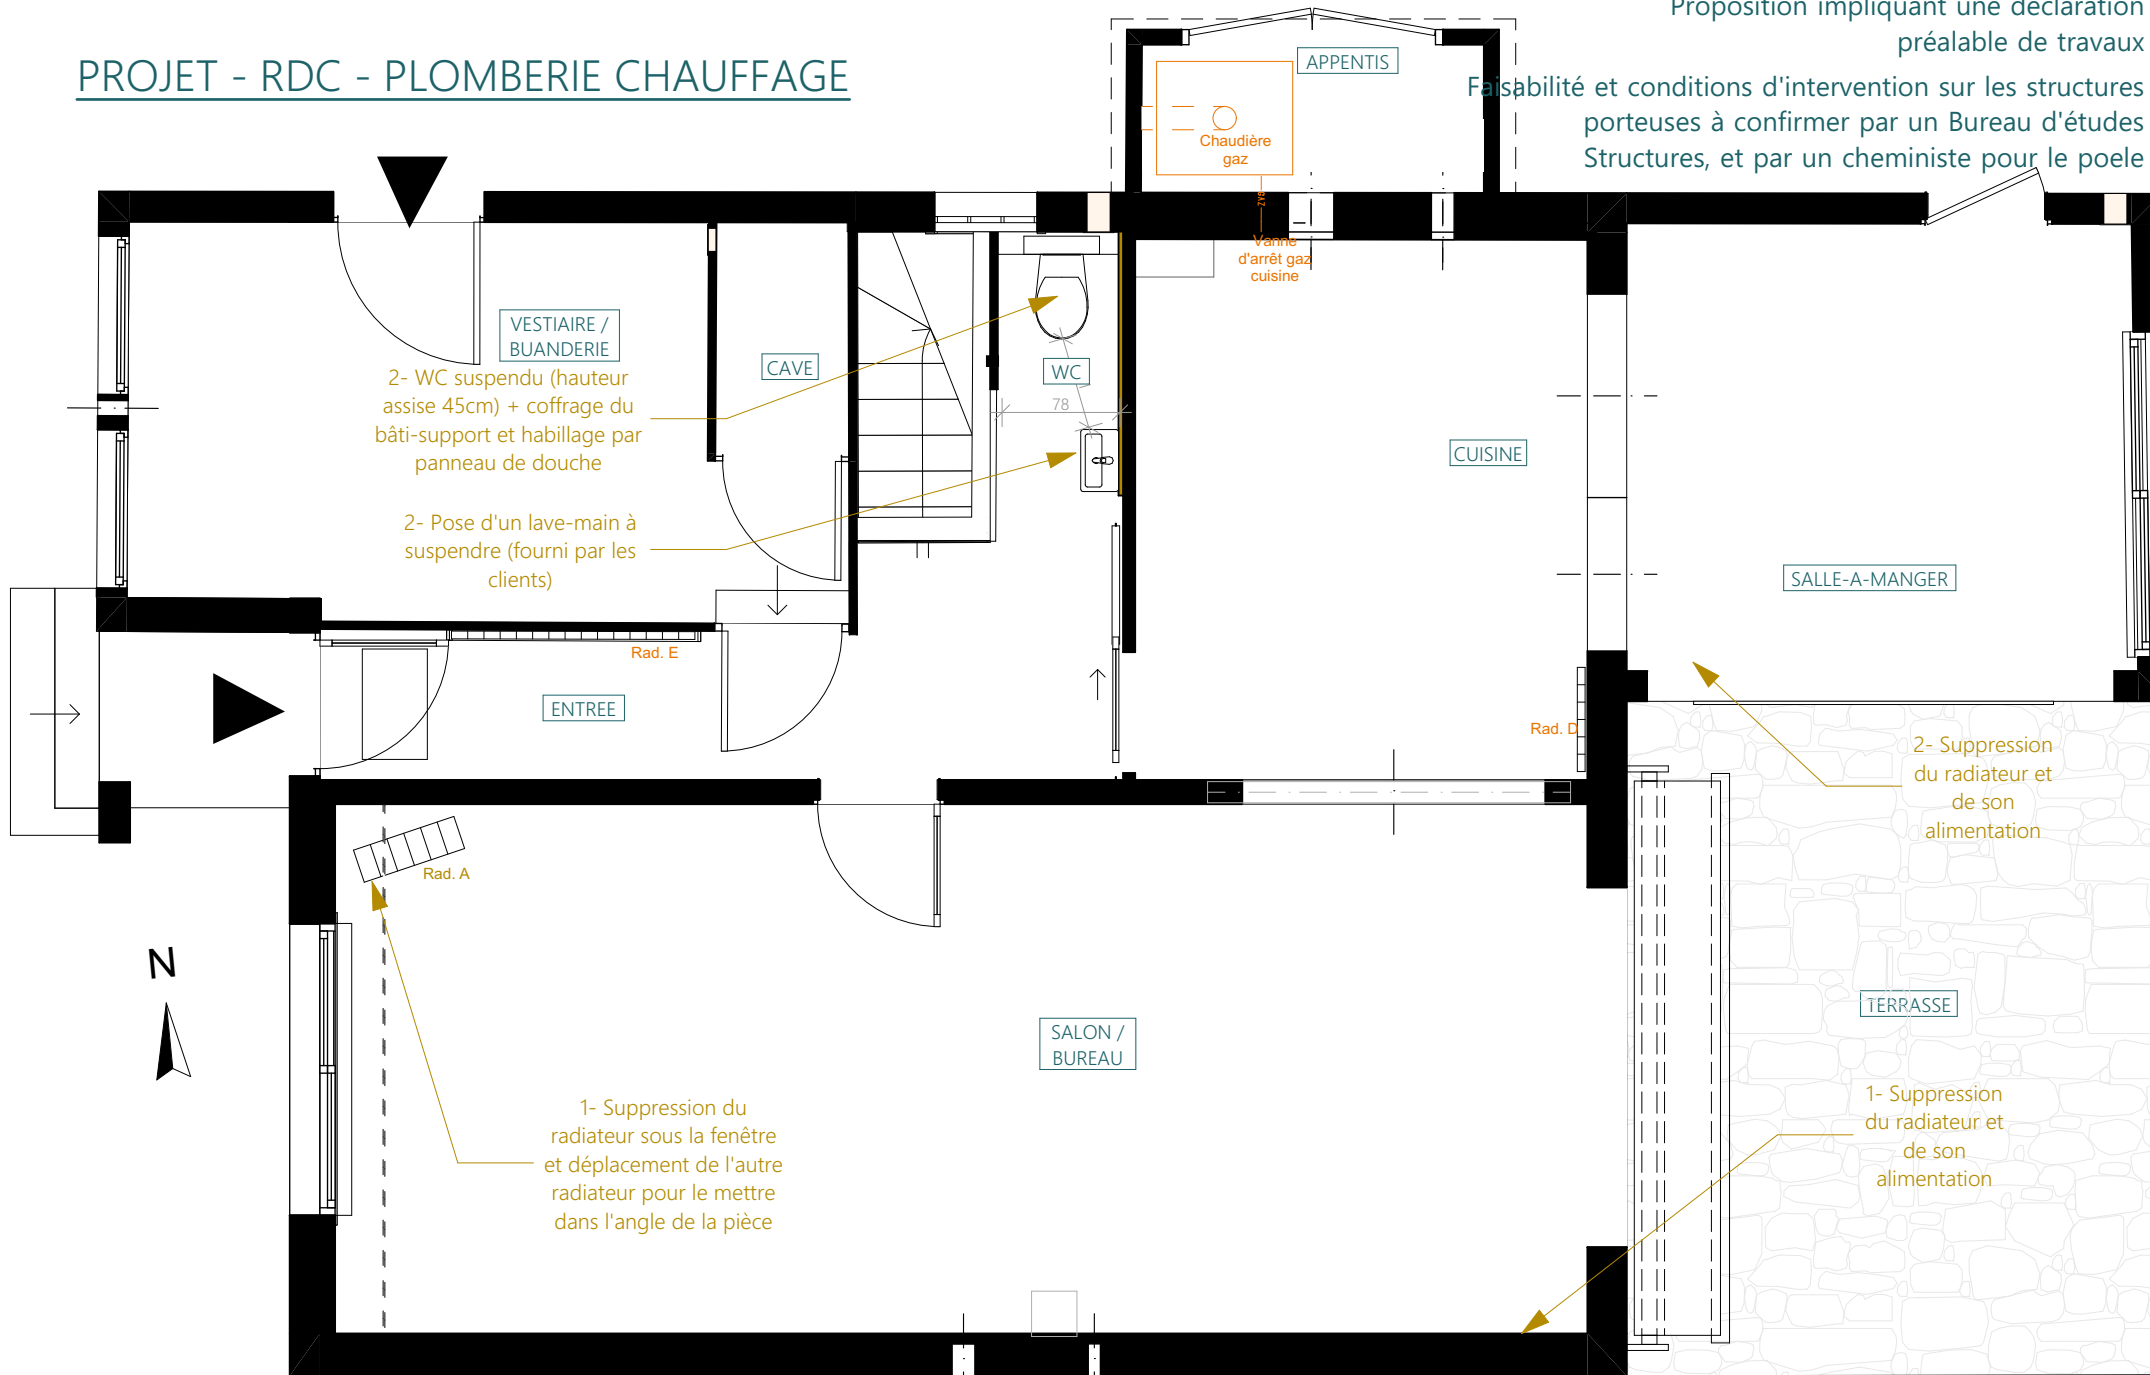 Proposition impliquant une déclaration
préalable de travaux
Faisabilité et conditions d'intervention sur les structures
porteuses à confirmer par un Bureau d'études
Structures, et par un cheministe pour le poele
PROJET - RDC - PLOMBERIE CHAUFFAGE
APPENTIS
Chaudière
gaz
GAZ
Vanne
d'arrêt gaz
cuisine
VESTIAIRE /
BUANDERIE
CAVE
WC
78
2- WC suspendu (hauteur
assise 45cm) + coffrage du
bâti-support et habillage par
panneau de douche
2- Pose d'un lave-main à
suspendre (fourni par les
clients)
CUISINE
SALLE-A-MANGER
Rad. E
ENTREE
Rad. D
2- Suppression
du radiateur et
de son
alimentation
Rad. A
N
SALON /
BUREAU
TERRASSE
1- Suppression du
radiateur sous la fenêtre
et déplacement de l'autre
radiateur pour le mettre
dans l'angle de la pièce
1- Suppression
du radiateur et
de son
alimentation